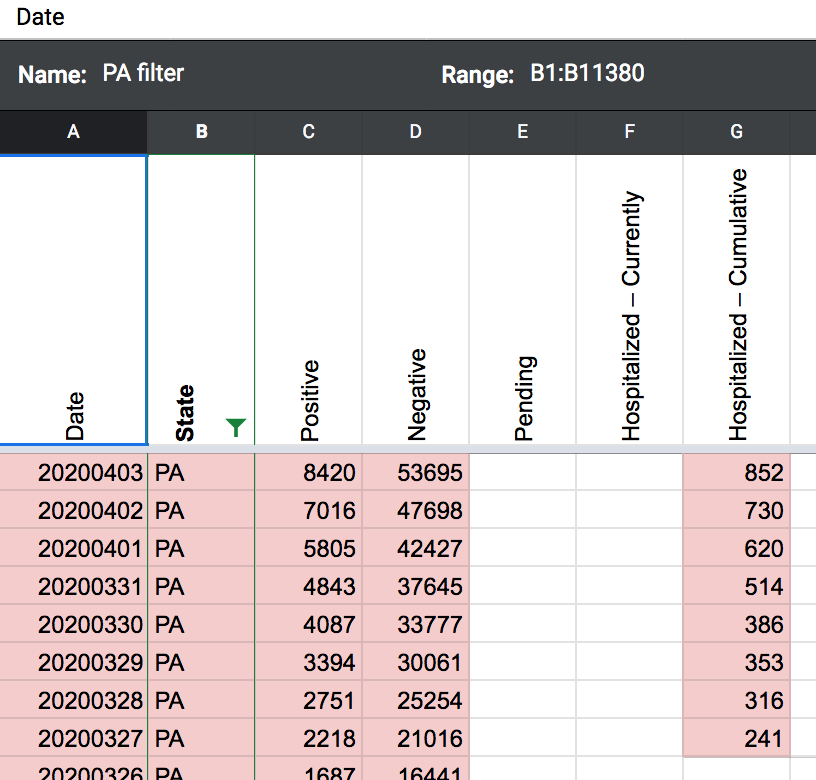 Date
Name: PA filter Range: B1:B11380
A B C D E F G
Date State Positive Negative Pending Hospitalized – Currently Hospitalized – Cumulative
20200403 PA 8420 53695 852
20200402 PA 7016 47698 730
20200401 PA 5805 42427 620
20200331 PA 4843 37645 514
20200330 PA 4087 33777 386
20200329 PA 3394 30061 353
20200328 PA 2751 25254 316
20200327 PA 2218 21016 241
20200326 PA 1687 16441